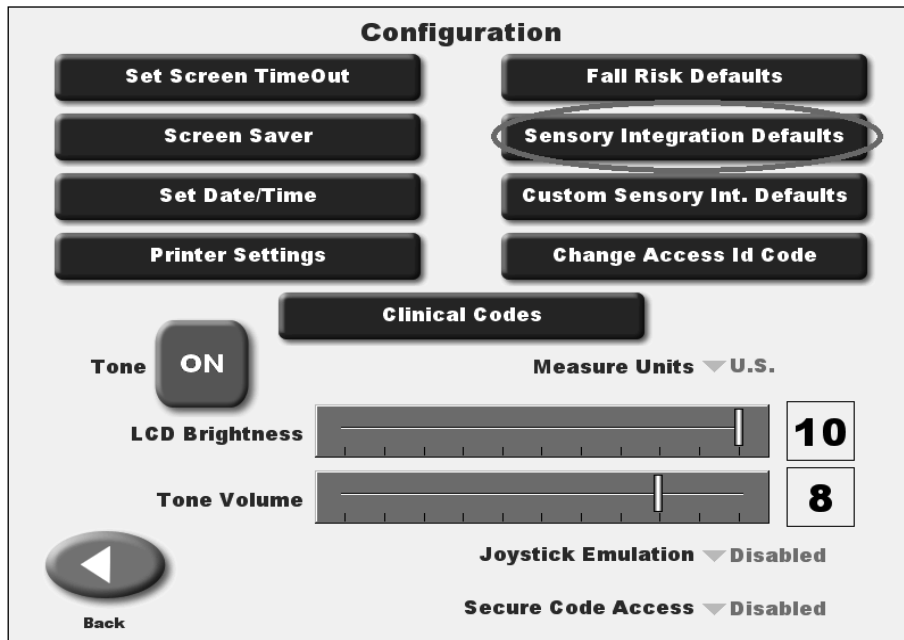 Configuration
Set Screen TimeOut
Fall Risk Defaults
Screen Saver
Sensory Integration Defaults
Set Date/Time
Custom Sensory Int. Defaults
Printer Settings
Change Access Id Code
Clinical Codes
Tone ON
Measure Units U.S.
LCD Brightness 10
Tone Volume 8
Joystick Emulation Disabled
Back
Secure Code Access Disabled